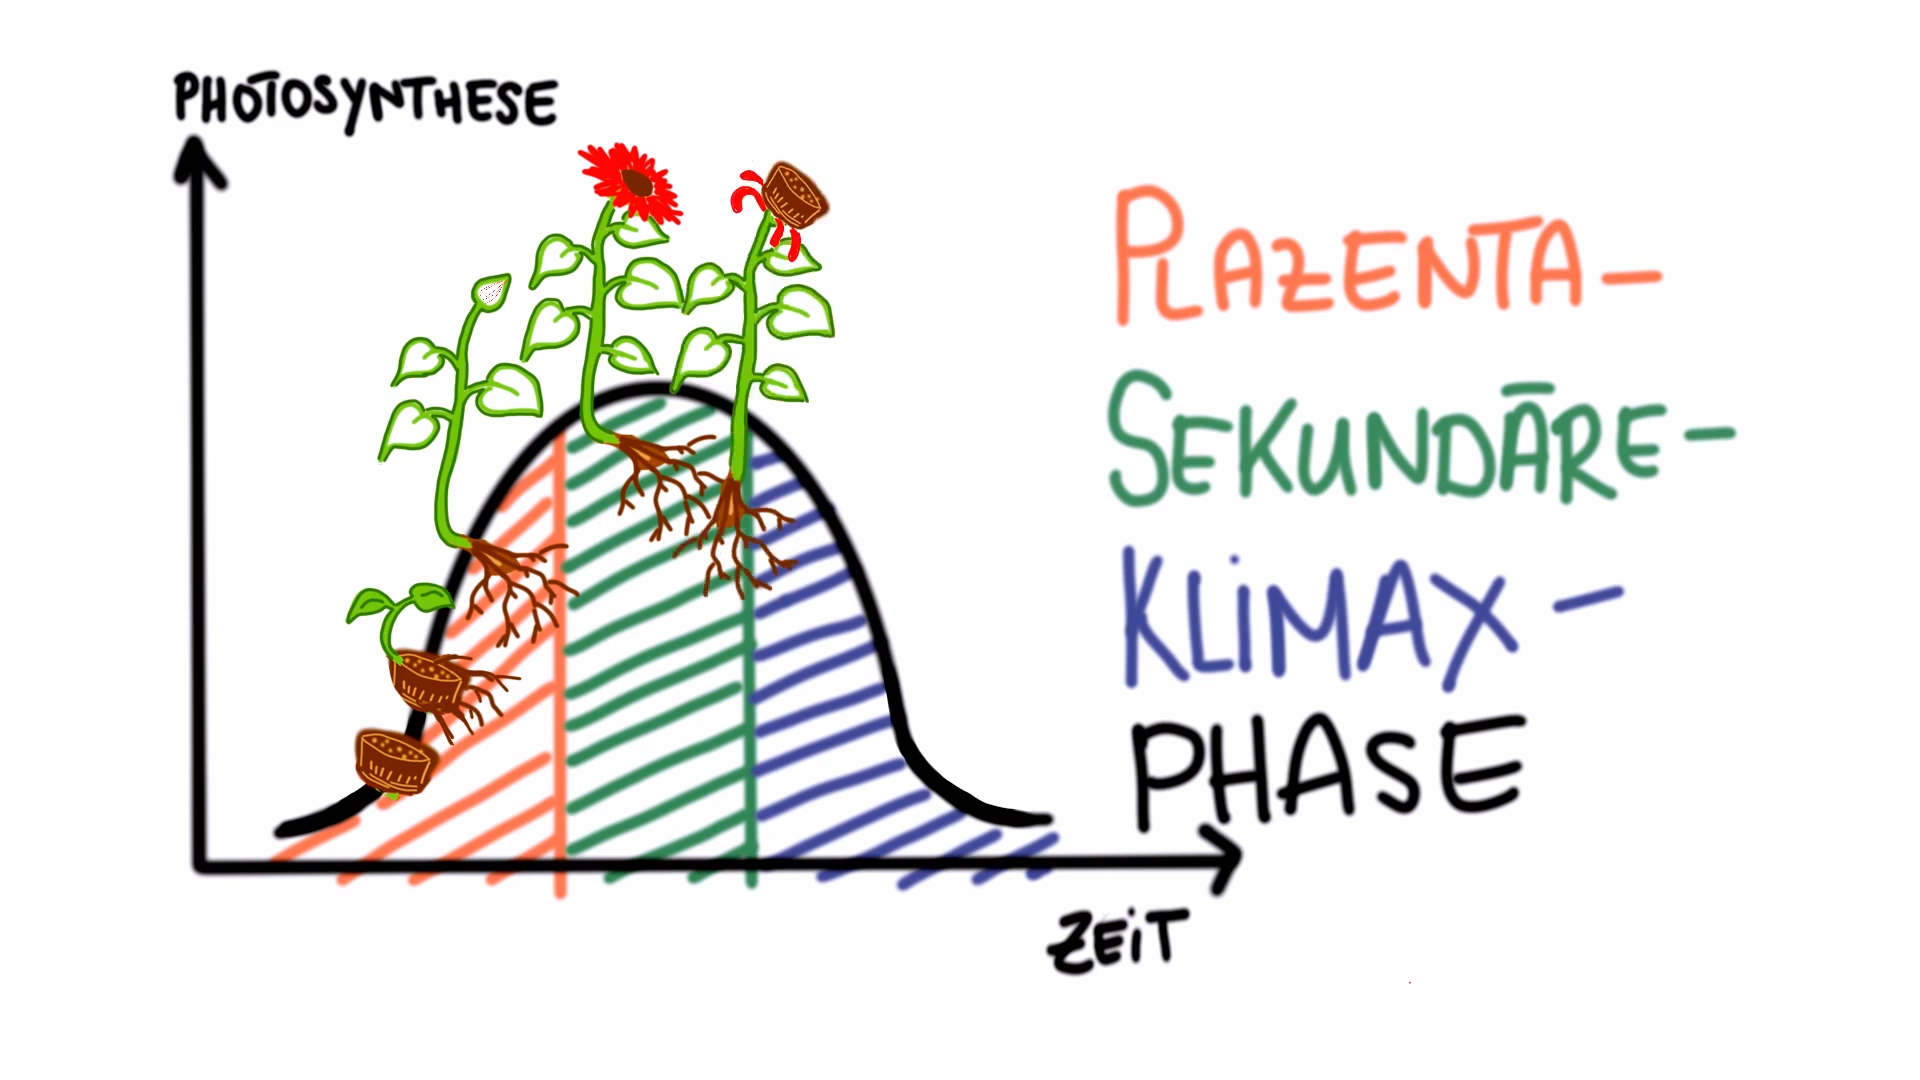 PHOTOSYNTHESE
PLAZENTA-
SEKUNDÄRE-
KLiMAX-
PHASE
ZEiT